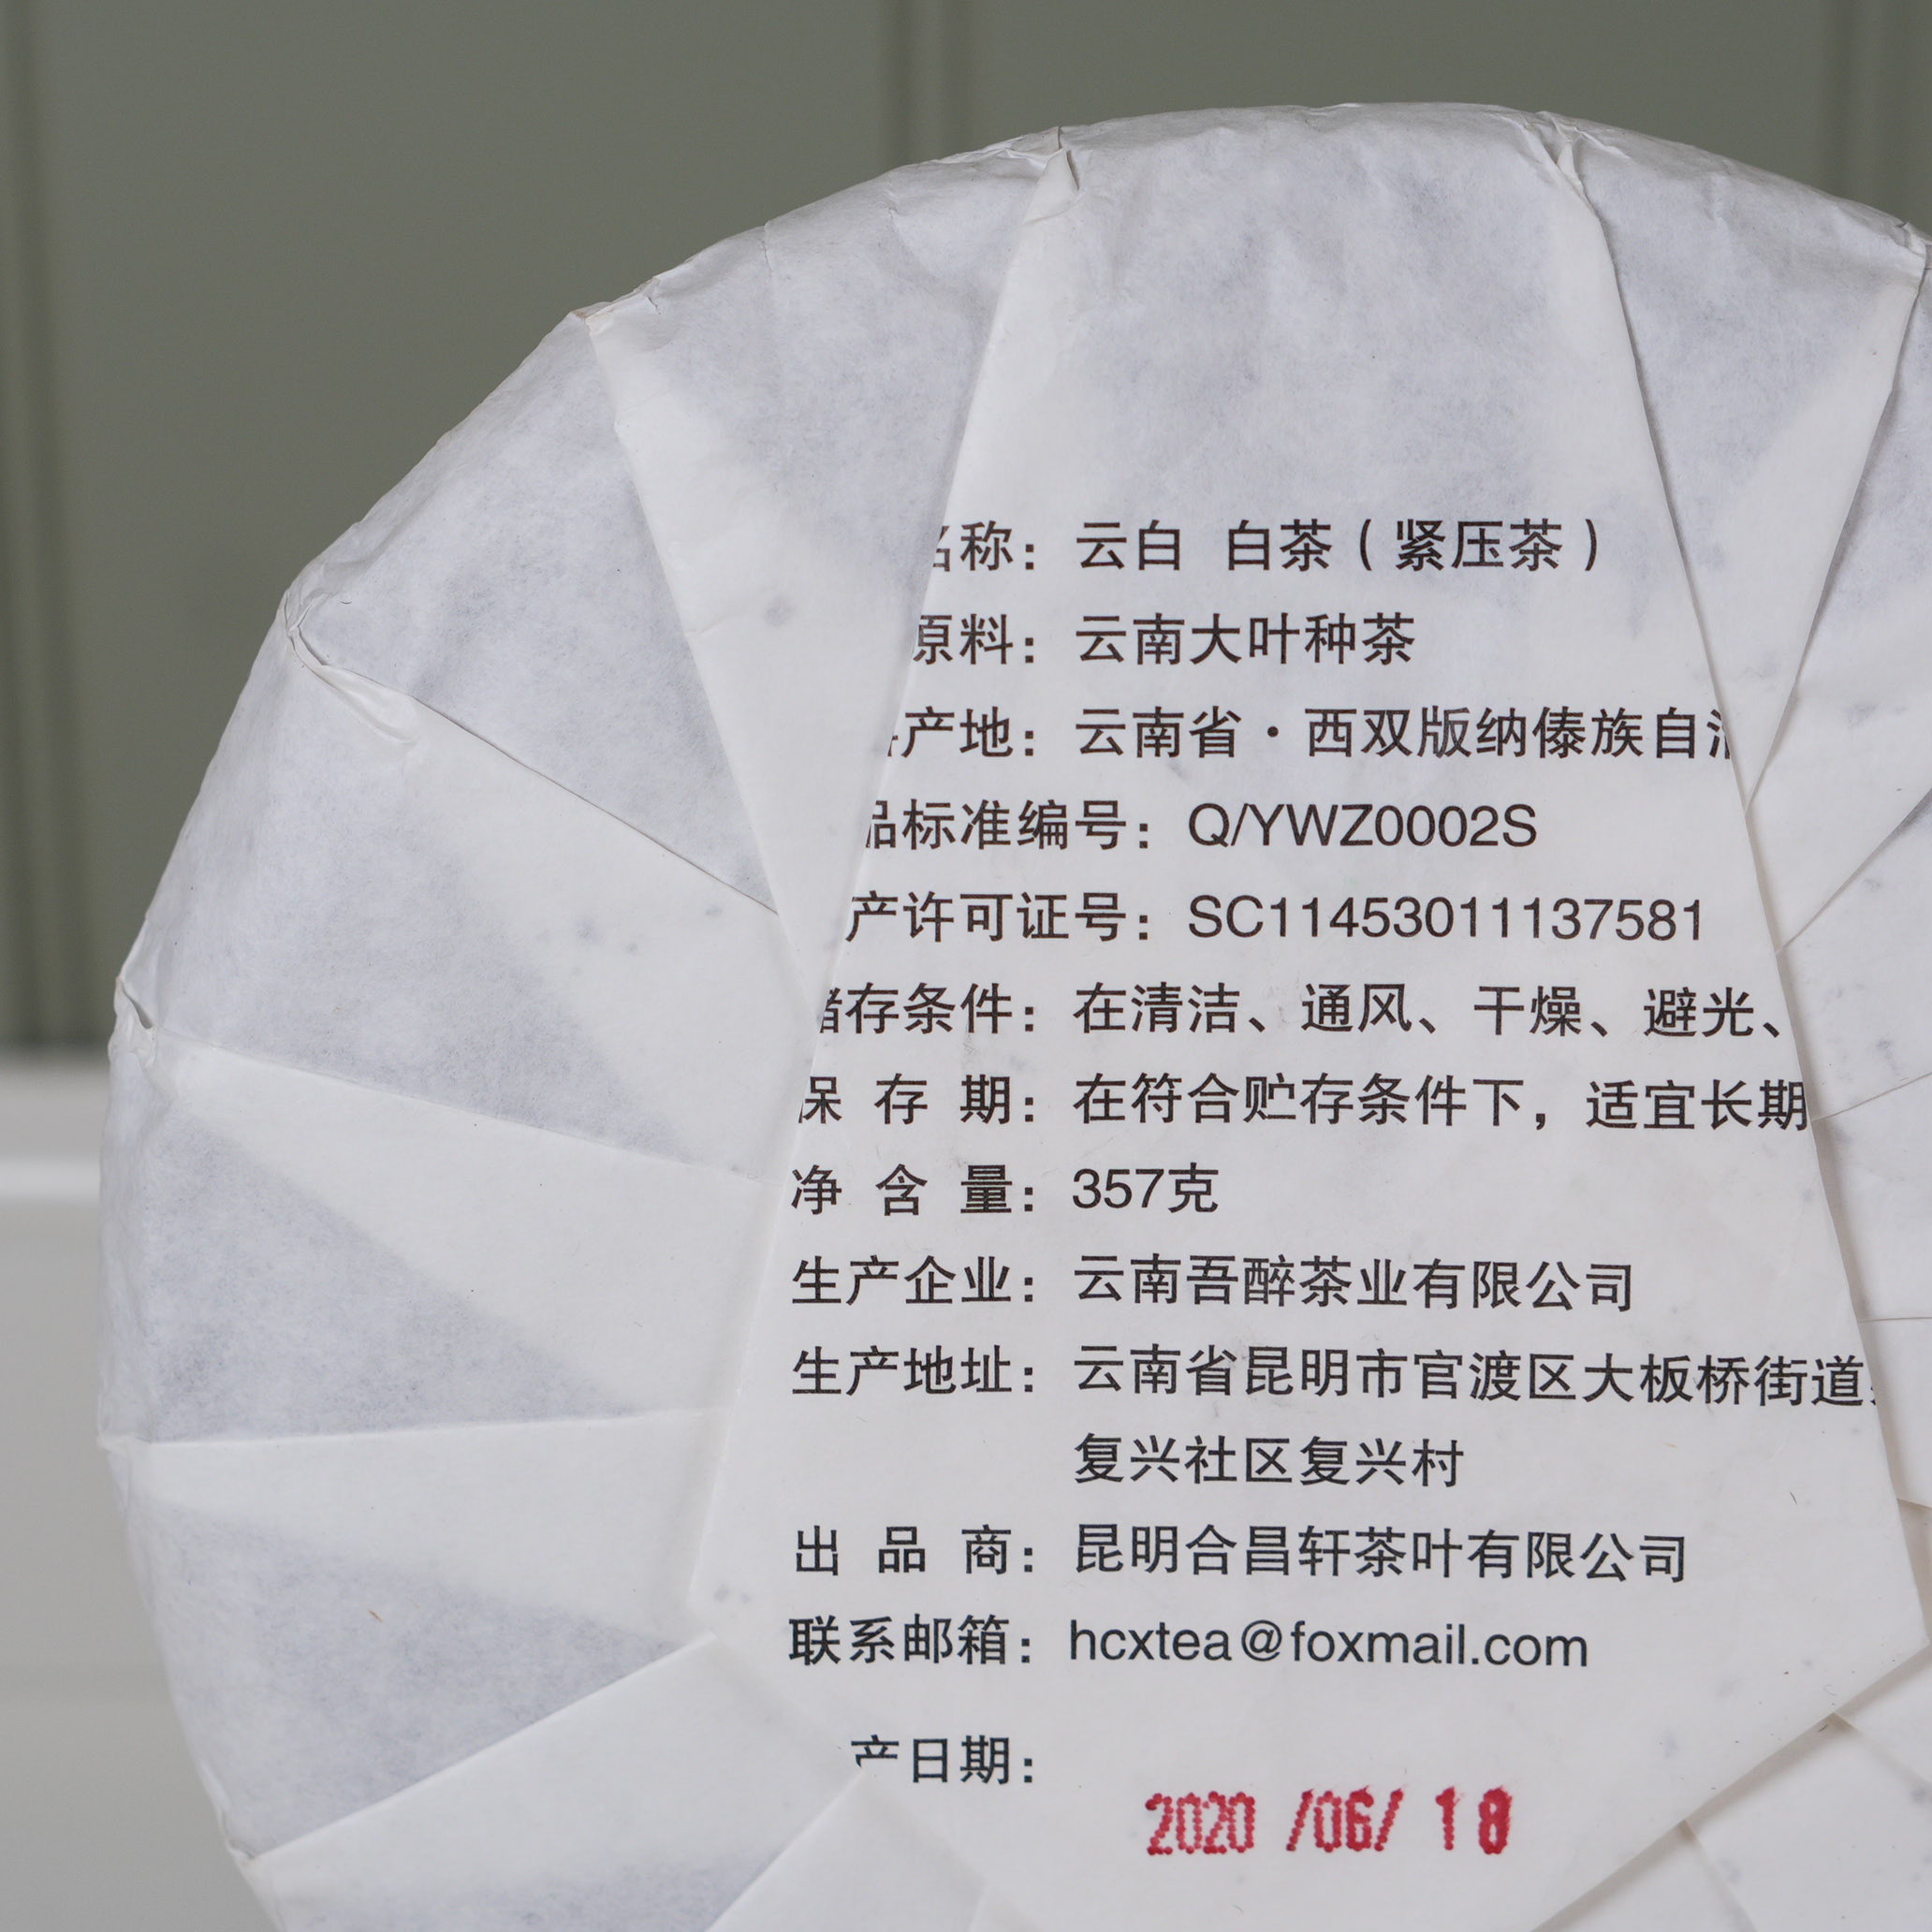 名称：云白 白茶（紧压茶）
原料：云南大叶种茶
产地：云南省·西双版纳傣族自治
品标准编号：Q/YWZ0002S
产许可证号：SC11453011137581
储存条件：在清洁、通风、干燥、避光、
保存期：在符合贮存条件下，适宜长期
净含量：357克
生产企业：云南吾醉茶业有限公司
生产地址：云南省昆明市官渡区大板桥街道
复兴社区复兴村
出品商：昆明合昌轩茶叶有限公司
联系邮箱：hcxtea@foxmail.com
产日期：
2020/06/18